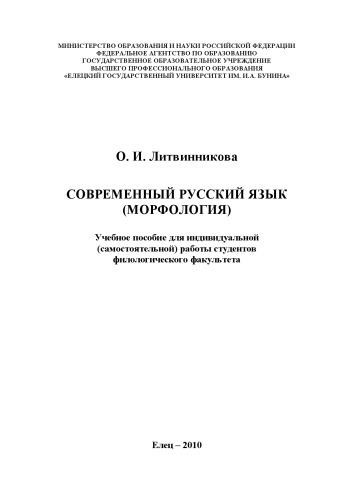 МИНИСТЕРСТВО ОБРАЗОВАНИЯ И НАУКИ РОССИЙСКОЙ ФЕДЕРАЦИИ
ФЕДЕРАЛЬНОЕ АГЕНТСТВО ПО ОБРАЗОВАНИЮ
ГОСУДАРСТВЕННОЕ ОБРАЗОВАТЕЛЬНОЕ УЧРЕЖДЕНИЕ
ВЫСШЕГО ПРОФЕССИОНАЛЬНОГО ОБРАЗОВАНИЯ
«ЕЛЕЦКИЙ ГОСУДАРСТВЕННЫЙ УНИВЕРСИТЕТ ИМ. И.А. БУНИНА»
О. И. Литвинникова
СОВРЕМЕННЫЙ РУССКИЙ ЯЗЫК
(МОРФОЛОГИЯ)
Учебное пособие для индивидуальной
(самостоятельной) работы студентов
филологического факультета
Елец – 2010